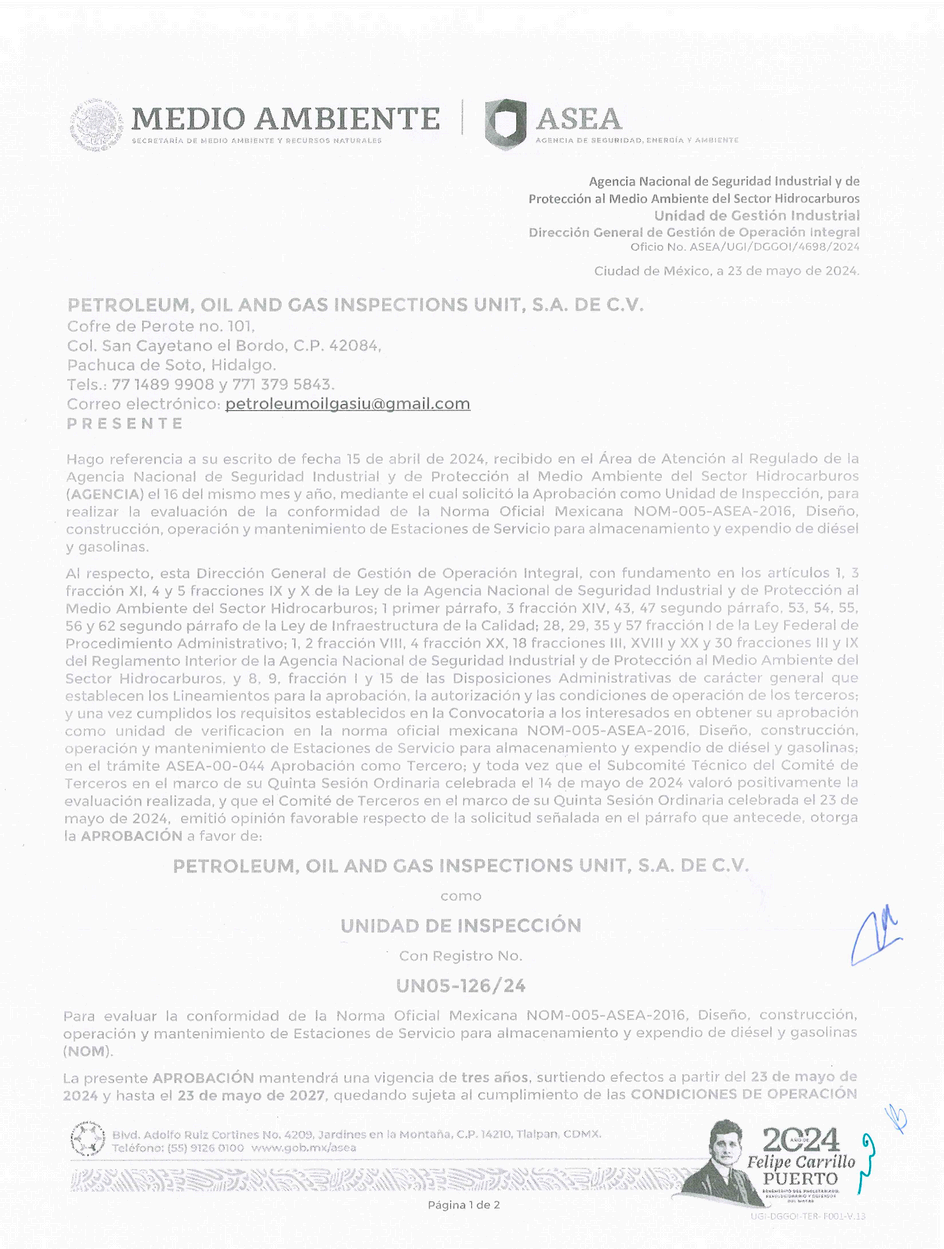 MEDIO AMBIENTE
SECRETARÍA DE MEDIO AMBIENTE Y RECURSOS NATURALES
ASEA
AGENCIA DE SEGURIDAD, ENERGÍA Y AMBIENTE
Agencia Nacional de Seguridad Industrial y de
Protección al Medio Ambiente del Sector Hidrocarburos
Unidad de Gestión Industrial
Dirección General de Gestión de Operación Integral
Oficio No. ASEA/UGI/DGGOI/4698/2024
Ciudad de México, a 23 de mayo de 2024.
PETROLEUM, OIL AND GAS INSPECTIONS UNIT, S.A. DE C.V.
Cofre de Perote no. 101,
Col. San Cayetano el Bordo, C.P. 42084,
Pachuca de Soto, Hidalgo.
Tels.: 77 1489 9908 y 771 379 5843.
Correo electrónico: petroleumoilgasiu@gmail.com
P R E S E N T E
Hago referencia a su escrito de fecha 15 de abril de 2024, recibido en el Área de Atención al Regulado de la
Agencia Nacional de Seguridad Industrial y de Protección al Medio Ambiente del Sector Hidrocarburos
(AGENCIA) el 16 del mismo mes y año, mediante el cual solicitó la Aprobación como Unidad de Inspección, para
realizar la evaluación de la conformidad de la Norma Oficial Mexicana NOM-005-ASEA-2016, Diseño,
construcción, operación y mantenimiento de Estaciones de Servicio para almacenamiento y expendio de diésel
y gasolinas.
Al respecto, esta Dirección General de Gestión de Operación Integral, con fundamento en los artículos 1, 3
fracción XI, 4 y 5 fracciones IX y X de la Ley de la Agencia Nacional de Seguridad Industrial y de Protección al
Medio Ambiente del Sector Hidrocarburos; 1 primer párrafo, 3 fracción XIV, 43, 47 segundo párrafo, 53, 54, 55,
56 y 62 segundo párrafo de la Ley de Infraestructura de la Calidad; 28, 29, 35 y 57 fracción I de la Ley Federal de
Procedimiento Administrativo; 1, 2 fracción VIII, 4 fracción XX, 18 fracciones III, XVIII y XX y 30 fracciones III y IX
del Reglamento Interior de la Agencia Nacional de Seguridad Industrial y de Protección al Medio Ambiente del
Sector Hidrocarburos, y 8, 9, fracción I y 15 de las Disposiciones Administrativas de carácter general que
establecen los Lineamientos para la aprobación, la autorización y las condiciones de operación de los terceros;
y una vez cumplidos los requisitos establecidos en la Convocatoria a los interesados en obtener su aprobación
como unidad de verificacion en la norma oficial mexicana NOM-005-ASEA-2016, Diseño, construcción,
operación y mantenimiento de Estaciones de Servicio para almacenamiento y expendio de diésel y gasolinas;
en el trámite ASEA-00-044 Aprobación como Tercero; y toda vez que el Subcomité Técnico del Comité de
Terceros en el marco de su Quinta Sesión Ordinaria celebrada el 14 de mayo de 2024 valoró positivamente la
evaluación realizada, y que el Comité de Terceros en el marco de su Quinta Sesión Ordinaria celebrada el 23 de
mayo de 2024, emitió opinión favorable respecto de la solicitud señalada en el párrafo que antecede, otorga
la APROBACIÓN a favor de:
PETROLEUM, OIL AND GAS INSPECTIONS UNIT, S.A. DE C.V.
como
UNIDAD DE INSPECCIÓN
Con Registro No.
UN05-126/24
Para evaluar la conformidad de la Norma Oficial Mexicana NOM-005-ASEA-2016, Diseño, construcción,
operación y mantenimiento de Estaciones de Servicio para almacenamiento y expendio de diésel y gasolinas
(NOM).
La presente APROBACIÓN mantendrá una vigencia de tres años, surtiendo efectos a partir del 23 de mayo de
2024 y hasta el 23 de mayo de 2027, quedando sujeta al cumplimiento de las CONDICIONES DE OPERACIÓN
Blvd. Adolfo Ruiz Cortines No. 4209, Jardines en la Montaña, C.P. 14210, Tlalpan, CDMX.
Teléfono: (55) 9126 0100 www.gob.mx/asea
2024
AÑO DE
Felipe Carrillo
PUERTO
BENEMÉRITO DEL PROLETARIADO,
REVOLUCIONARIO Y DEFENSOR
DEL MAYAB
Página 1 de 2
UGI-DGGOI-TER-F001-V.13